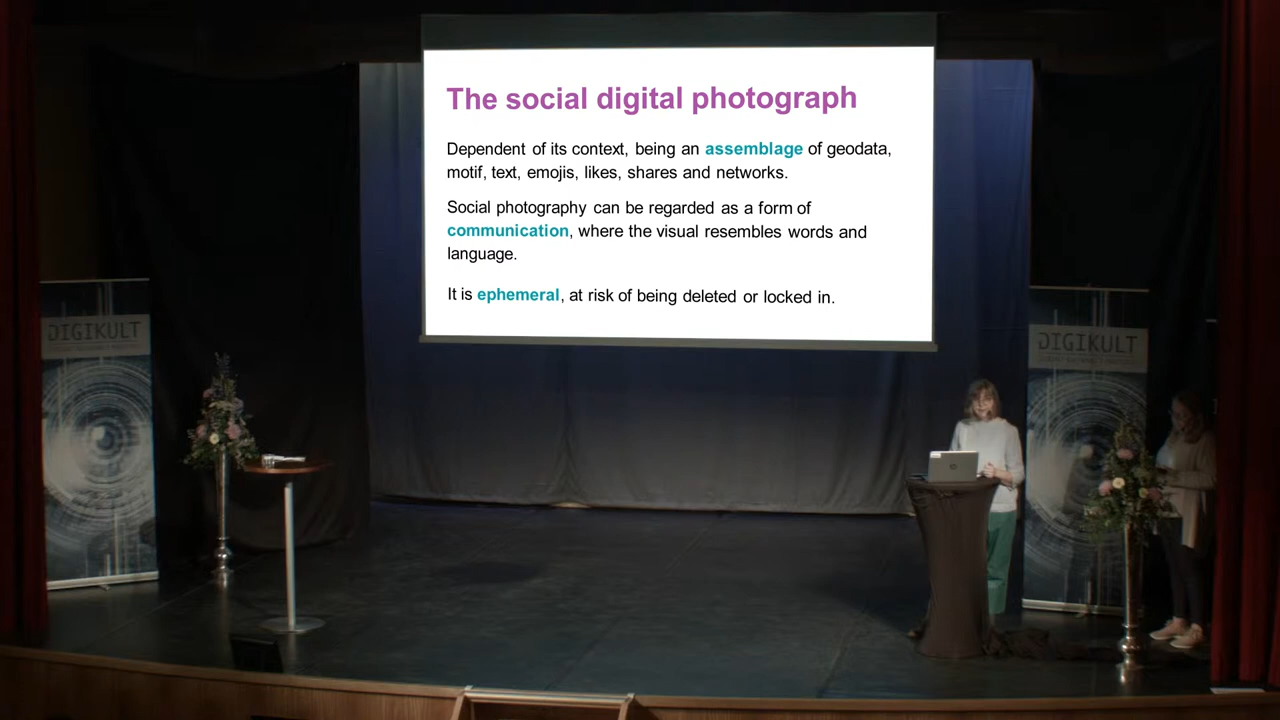 The social digital photograph
Dependent of its context, being an assemblage of geodata,
motif, text, emojis, likes, shares and networks.
Social photography can be regarded as a form of
communication, where the visual resembles words and
language.
It is ephemeral, at risk of being deleted or locked in.
DIGIKULT
DIGIKULT